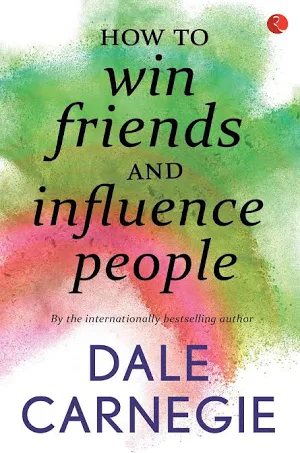 R
HOW TO
win
friends
AND
influence
people
By the internationally bestselling author
DALE
CARNEGIE